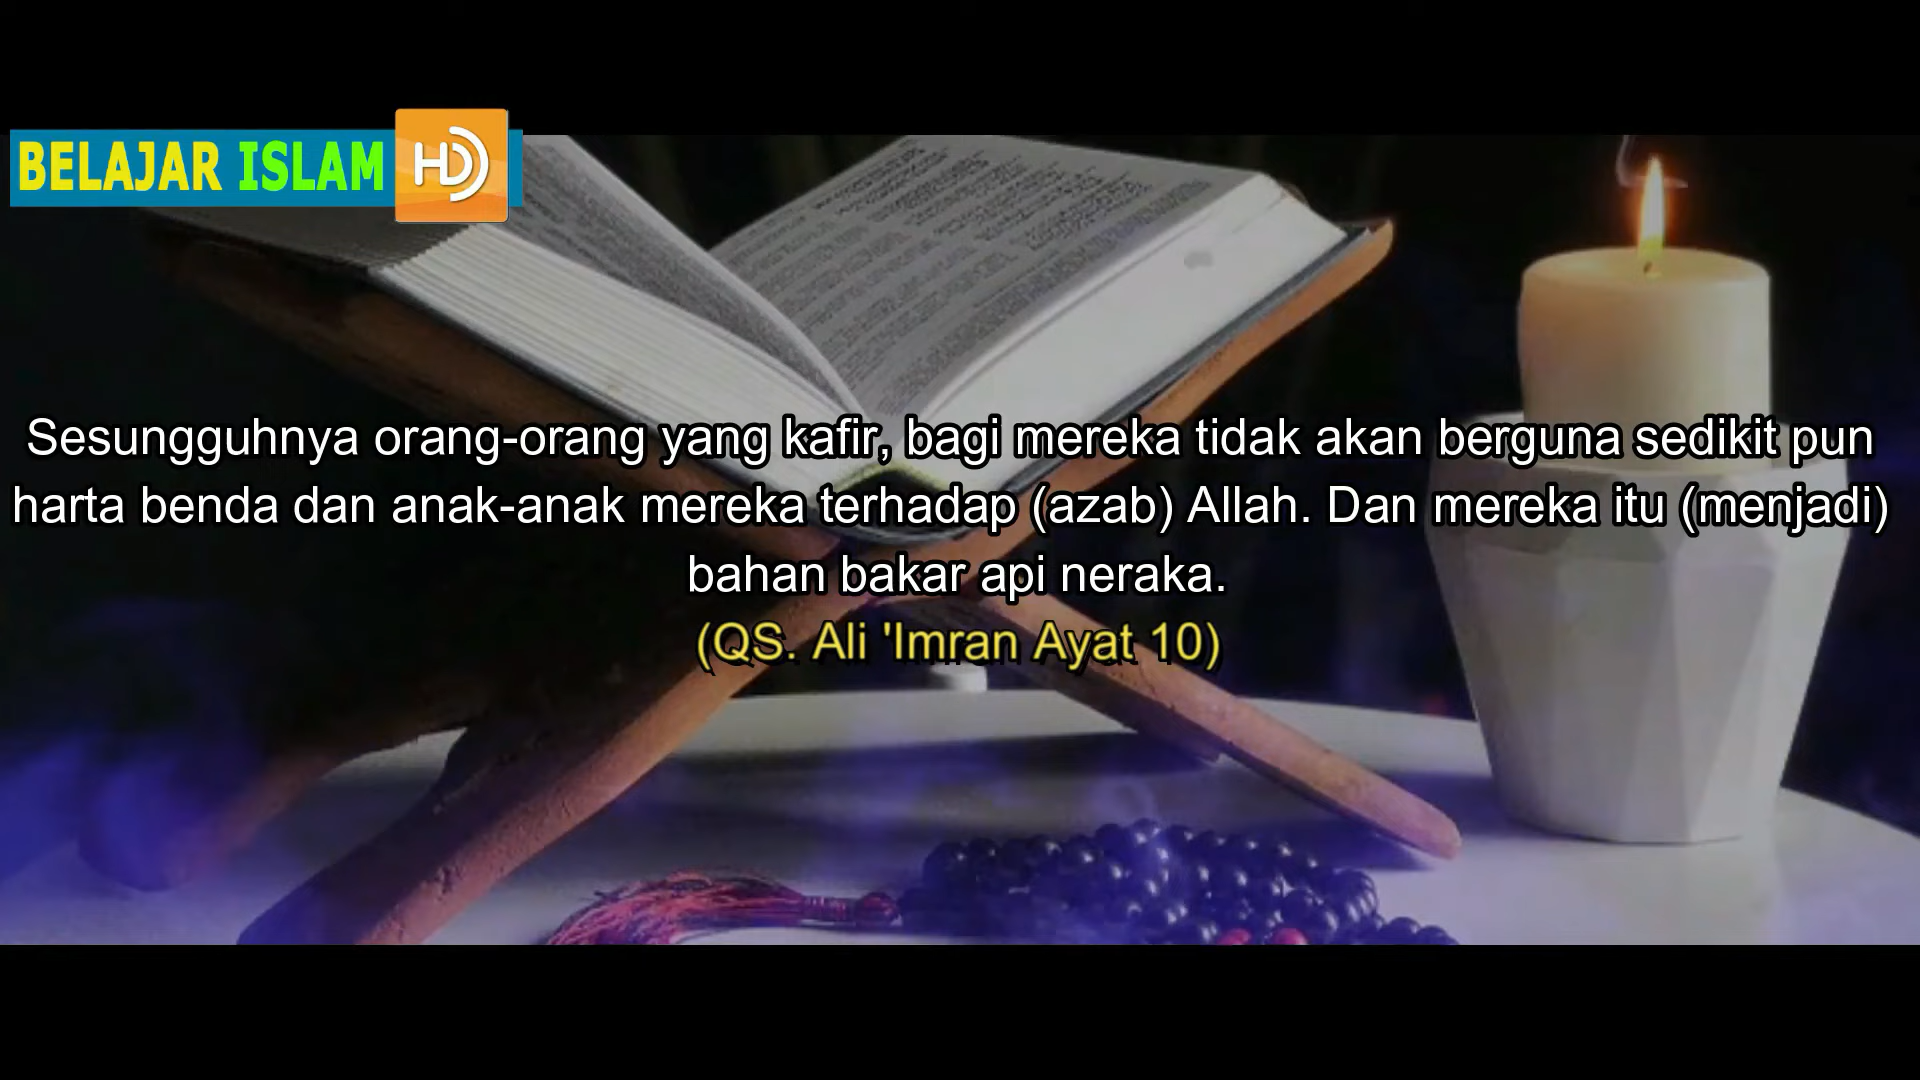 BELAJAR ISLAM HD
Sesungguhnya orang-orang yang kafir, bagi mereka tidak akan berguna sedikit pun
harta benda dan anak-anak mereka terhadap (azab) Allah. Dan mereka itu (menjadi)
bahan bakar api neraka.
(QS. Ali 'Imran Ayat 10)